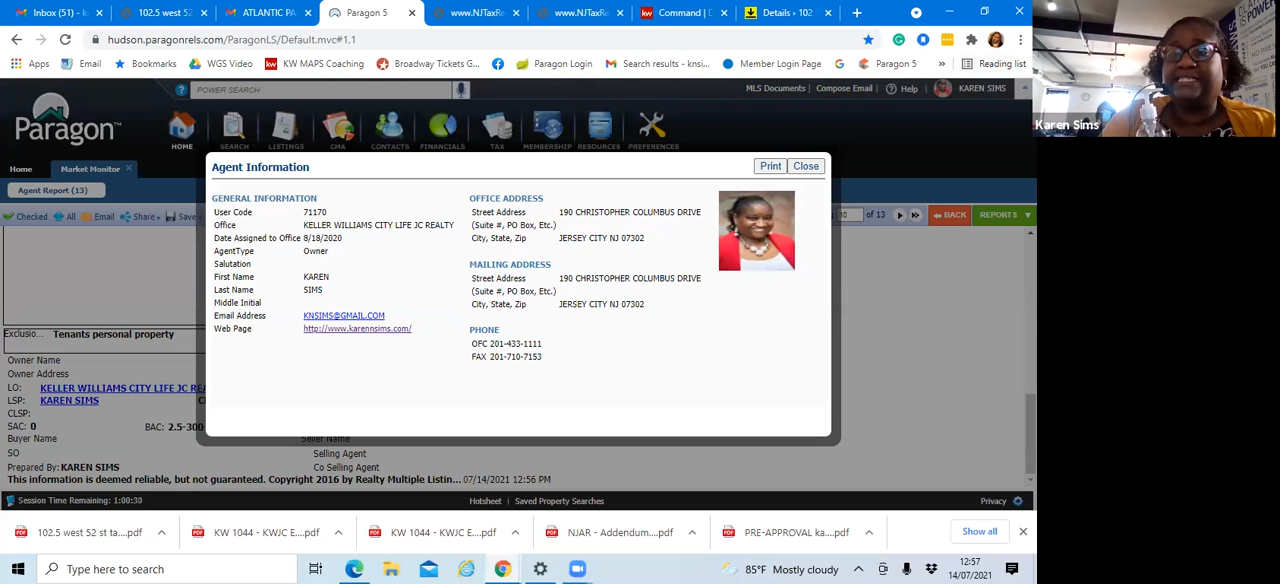 Inbox (31) - k
102.5 west 52
ATLANTIC PA
Paragon 5
www.NJTaxRe
www.NJTaxRe
Command | D
Details › 102
hudson.paragonrels.com/ParagonLS/Default.mvc#1.1
Apps
Email
Bookmarks
WGS Video
KW MAPS Coaching
Broadway Tickets G...
Paragon Login
Search results - knsi...
Member Login Page
Paragon 5
»
Reading list
Paragon™
POWER SEARCH
MLS Documents
Compose Email
Help
KAREN SIMS
HOME
SEARCH
LISTINGS
CMA
CONTACTS
FINANCIALS
TAX
MEMBERSHIP
RESOURCES
PREFERENCES
Home
Market Monitor
Agent Report (13)
Checked
All
Email
Share
Save
10
of 13
BACK
REPORTS
Agent Information
Print
Close
GENERAL INFORMATION
User Code 71170
Office KELLER WILLIAMS CITY LIFE JC REALTY
Date Assigned to Office 8/18/2020
AgentType Owner
Salutation
First Name KAREN
Last Name SIMS
Middle Initial
Email Address KNSIMS@GMAIL.COM
Web Page http://www.karennsims.com/
OFFICE ADDRESS
Street Address 190 CHRISTOPHER COLUMBUS DRIVE
(Suite #, PO Box, Etc.)
City, State, Zip JERSEY CITY NJ 07302
MAILING ADDRESS
Street Address 190 CHRISTOPHER COLUMBUS DRIVE
(Suite #, PO Box, Etc.)
City, State, Zip JERSEY CITY NJ 07302
PHONE
OFC 201-433-1111
FAX 201-710-7153
Exclusio... Tenants personal property
Owner Name
Owner Address
LO: KELLER WILLIAMS CITY LIFE JC REA
LSP: KAREN SIMS
CLSP:
SAC: 0 BAC: 2.5-300
Buyer Name Seller Name
SO Selling Agent
Prepared By: KAREN SIMS Co Selling Agent
This information is deemed reliable, but not guaranteed. Copyright 2016 by Realty Multiple Listin... 07/14/2021 12:56 PM
Session Time Remaining: 1:00:30
Hotsheet | Saved Property Searches
Privacy
102.5 west 52 st ta....pdf
KW 1044 - KWJC E....pdf
KW 1044 - KWJC E....pdf
NJAR - Addendum....pdf
PRE-APPROVAL ka....pdf
Show all
Type here to search
85°F Mostly cloudy
12:57
14/07/2021
Karen Sims